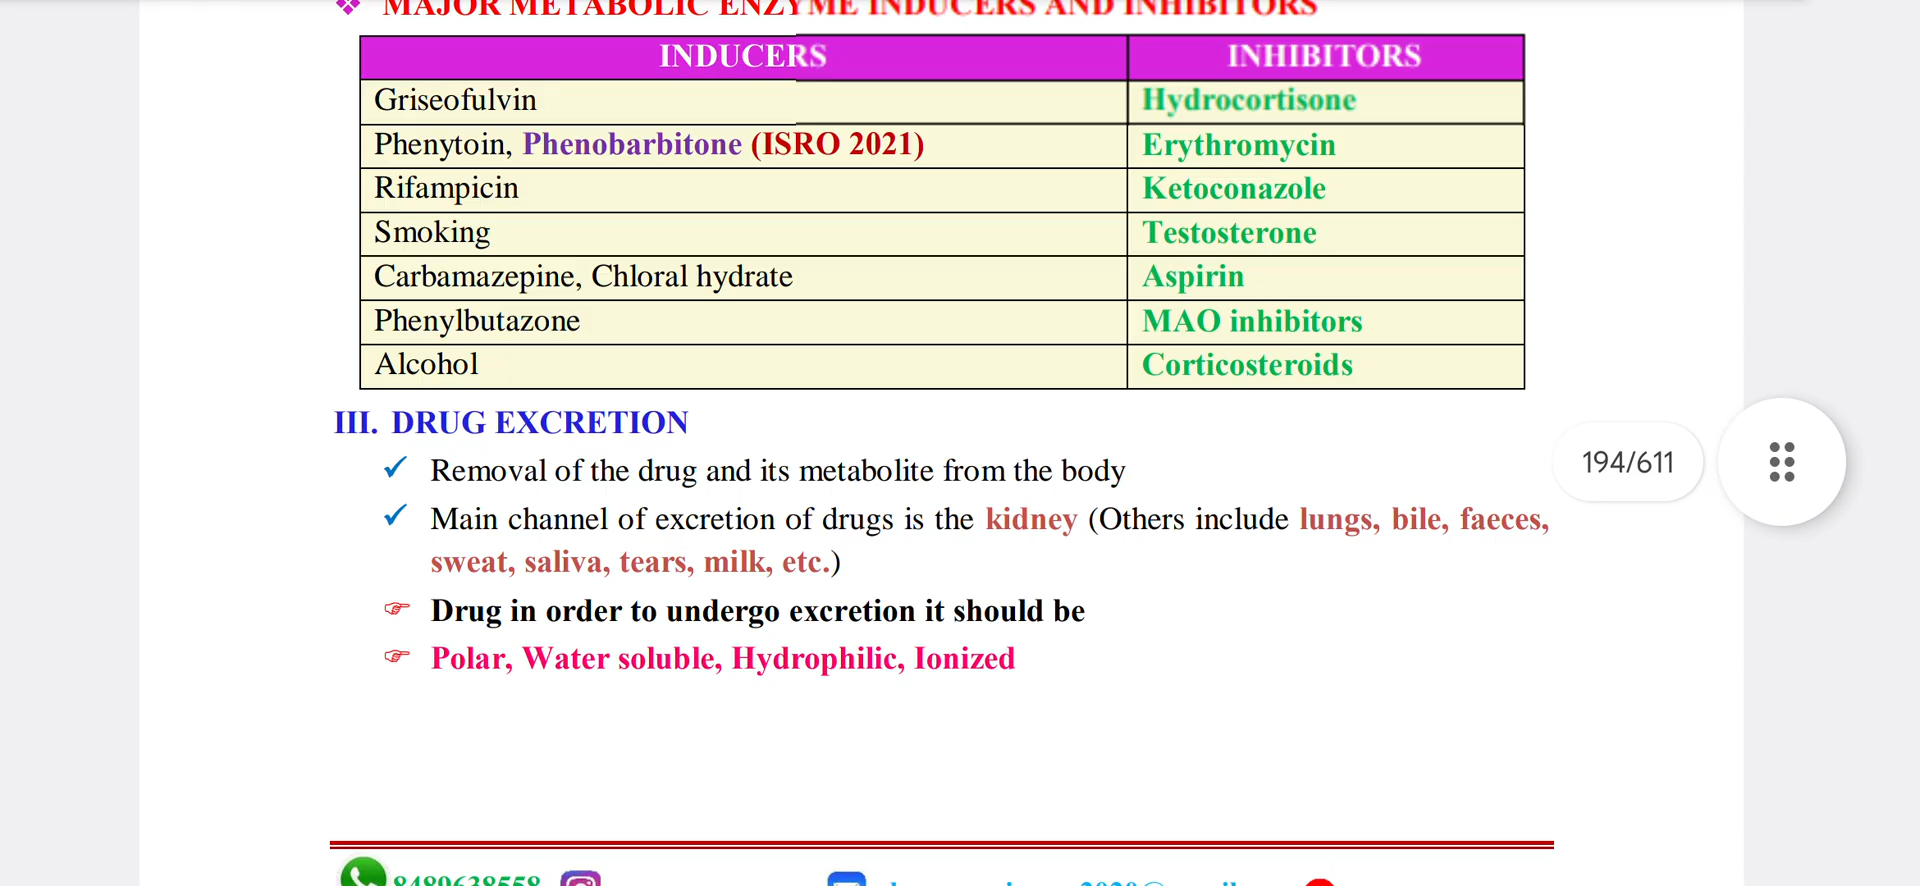 ❖ MAJOR METABOLIC ENZYME INDUCERS AND INHIBITORS
INDUCERS INHIBITORS
Griseofulvin Hydrocortisone
Phenytoin, Phenobarbitone (ISRO 2021) Erythromycin
Rifampicin Ketoconazole
Smoking Testosterone
Carbamazepine, Chloral hydrate Aspirin
Phenylbutazone MAO inhibitors
Alcohol Corticosteroids
III. DRUG EXCRETION
✓ Removal of the drug and its metabolite from the body
194/611
✓ Main channel of excretion of drugs is the kidney (Others include lungs, bile, faeces,
sweat, saliva, tears, milk, etc.)
☞ Drug in order to undergo excretion it should be
☞ Polar, Water soluble, Hydrophilic, Ionized
8489638558